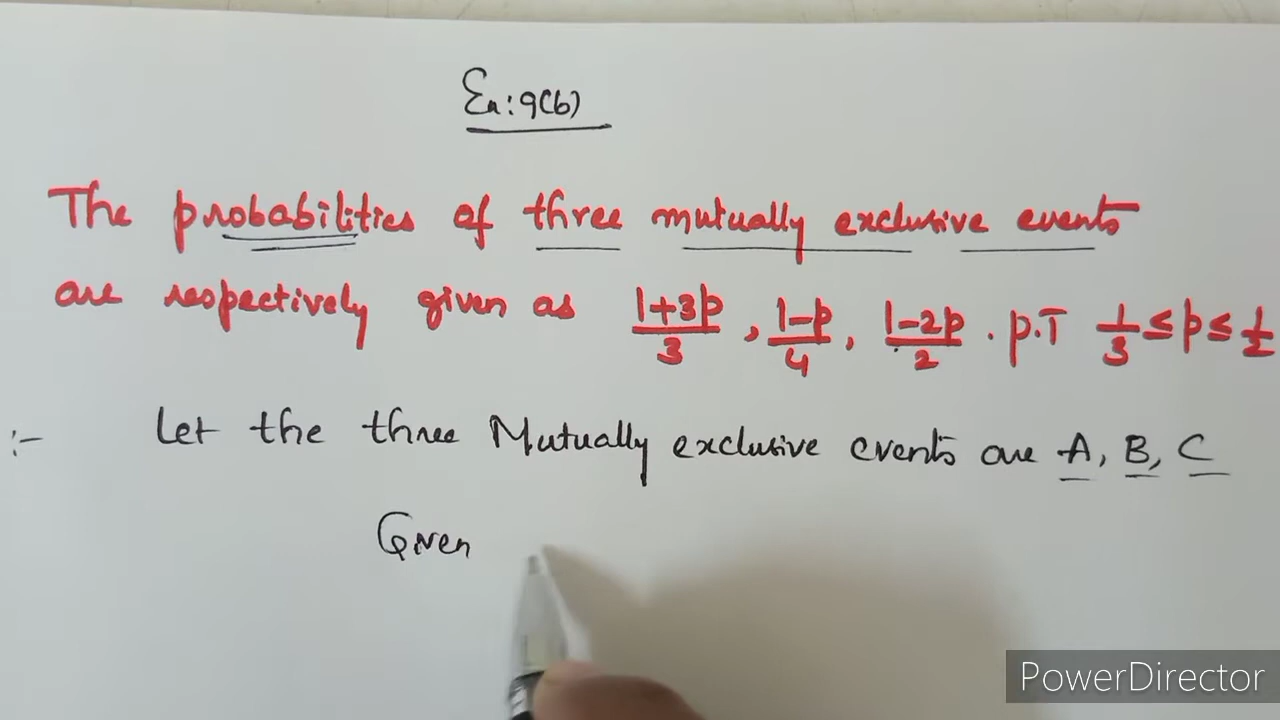 Ex: 9(b)
The probabilities of three mutually exclusive events
are respectively given as 1+3p/3, 1-p/4, 1-2p/2. P.T 1/3 ≤ p ≤ 1/2
:- Let the three Mutually exclusive events are A, B, C
Given
PowerDirector